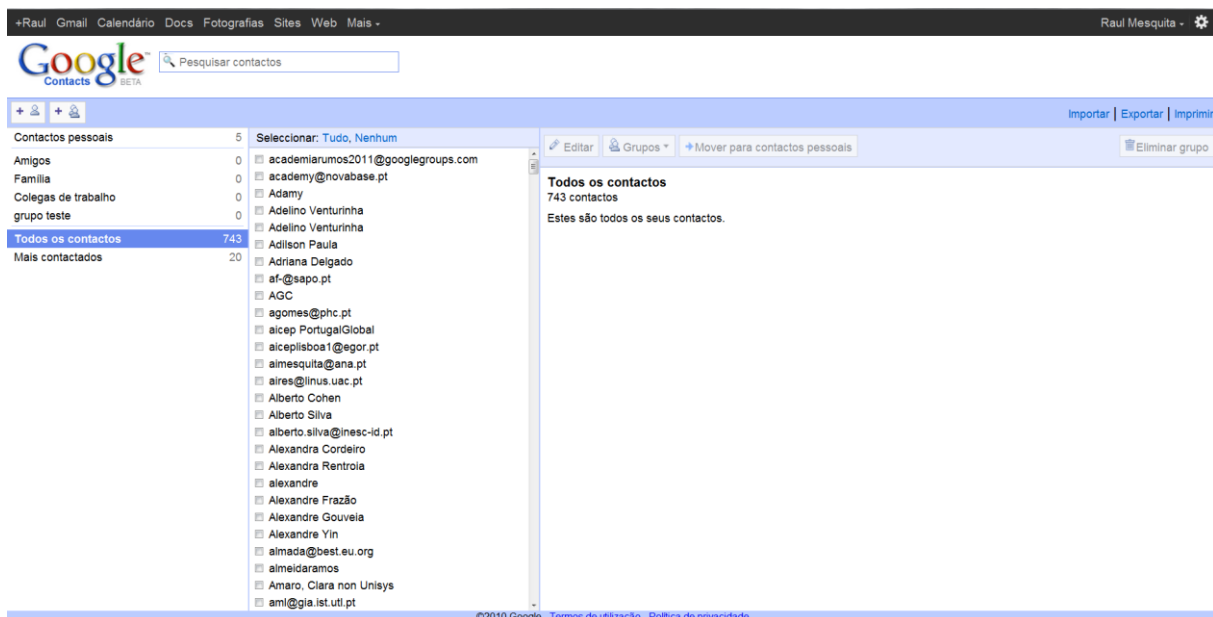 +Raul Gmail Calendário Docs Fotografias Sites Web Mais
Raul Mesquita
Google
Contacts BETA
Pesquisar contactos
+ +
Importar | Exportar | Imprimir
Contactos pessoais 5
Amigos 0
Família 0
Colegas de trabalho 0
grupo teste 0
Todos os contactos 743
Mais contactados 20
Seleccionar: Tudo, Nenhum
academiarumos2011@googlegroups.com
academy@novabase.pt
Adamy
Adelino Venturinha
Adelino Venturinha
Adilson Paula
Adriana Delgado
af-@sapo.pt
AGC
agomes@phc.pt
aicep PortugalGlobal
aiceplisboa1@egor.pt
aimesquita@ana.pt
aires@linus.uac.pt
Alberto Cohen
Alberto Silva
alberto.silva@inesc-id.pt
Alexandra Cordeiro
Alexandra Rentroia
alexandre
Alexandre Frazão
Alexandre Gouveia
Alexandre Yin
almada@best.eu.org
almeidaramos
Amaro, Clara non Unisys
aml@gia.ist.utl.pt
Editar Grupos Mover para contactos pessoais Eliminar grupo
Todos os contactos
743 contactos
Estes são todos os seus contactos.
©2010 Google Termos de utilização Política de privacidade